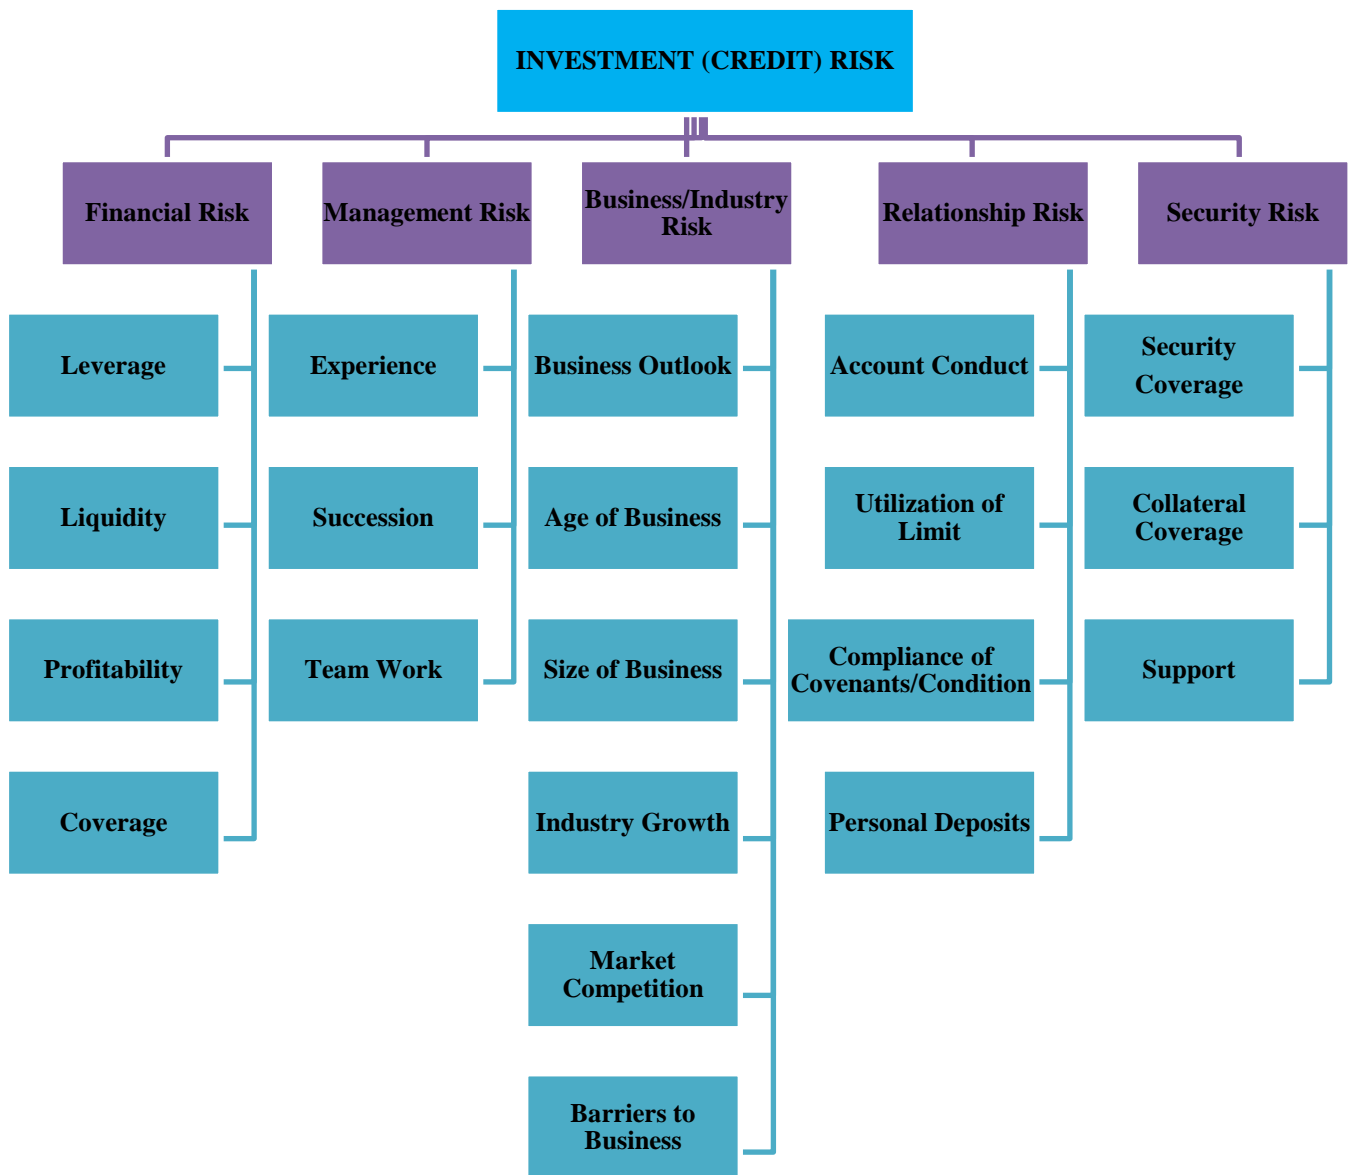 INVESTMENT (CREDIT) RISK
Financial Risk
Management Risk
Business/Industry
Risk
Relationship Risk
Security Risk
Leverage
Experience
Business Outlook
Account Conduct
Security
Coverage
Liquidity
Succession
Age of Business
Utilization of
Limit
Collateral
Coverage
Profitability
Team Work
Size of Business
Compliance of
Covenants/Condition
Support
Coverage
Industry Growth
Personal Deposits
Market
Competition
Barriers to
Business